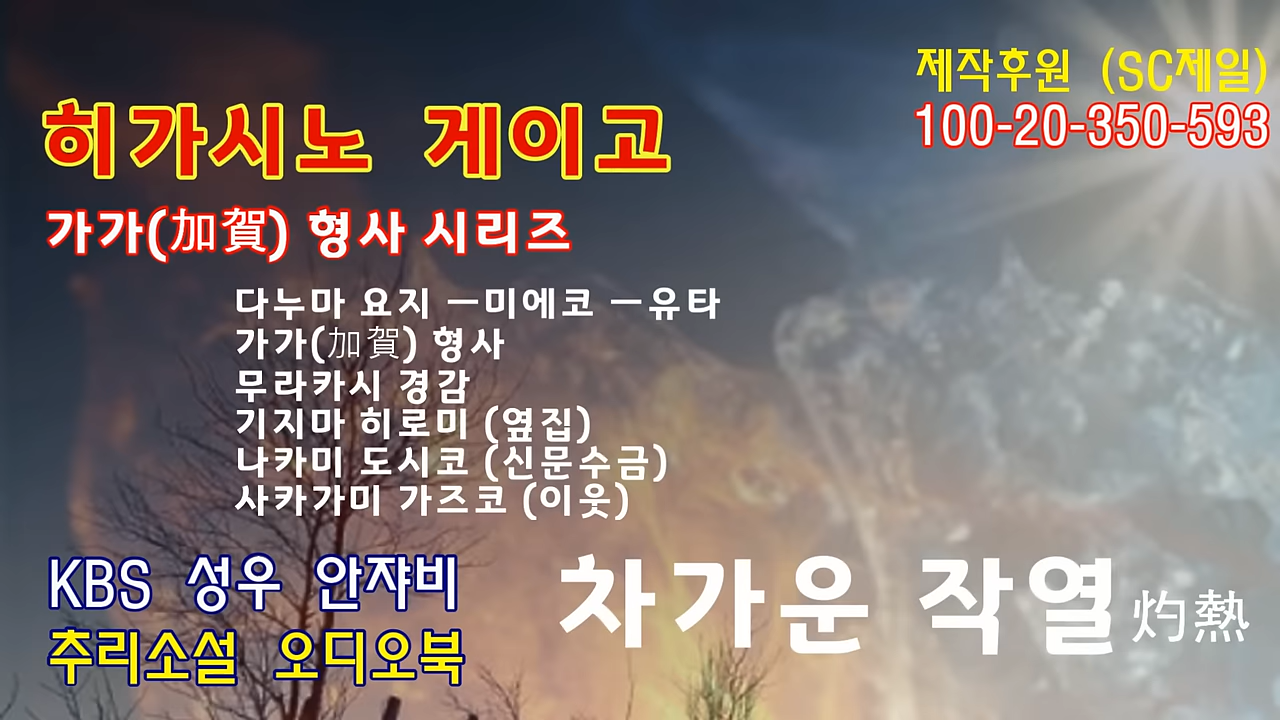 제작후원 (SC제일)
100-20-350-593
히가시노 게이고
가가(加賀) 형사 시리즈
다누마 요지 ―미에코 ―유타
가가(加賀) 형사
무라카시 경감
기지마 히로미 (옆집)
나카미 도시코 (신문수금)
사카가미 가즈코 (이웃)
KBS 성우 안쟈비
추리소설 오디오북
차가운 작열灼熱